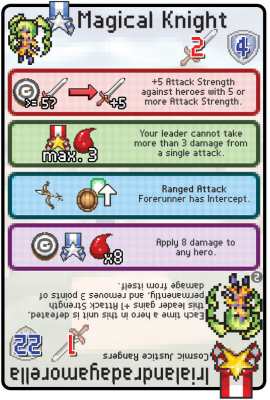 Magical Knight
2
4
>= 5?
+5
+5 Attack Strength
against heroes with 5 or
more Attack Strength.
max. 3
Your leader cannot take
more than 3 damage from
a single attack.
Ranged Attack
Forerunner has Intercept.
x8
Apply 8 damage to
any hero.
Irialandradayamorella
Cosmic Justice Rangers
22
1
Each time a hero in this unit is defeated,
this leader gains +1 Attack Strength
permanently, and removes 3 points of
damage from itself.
2